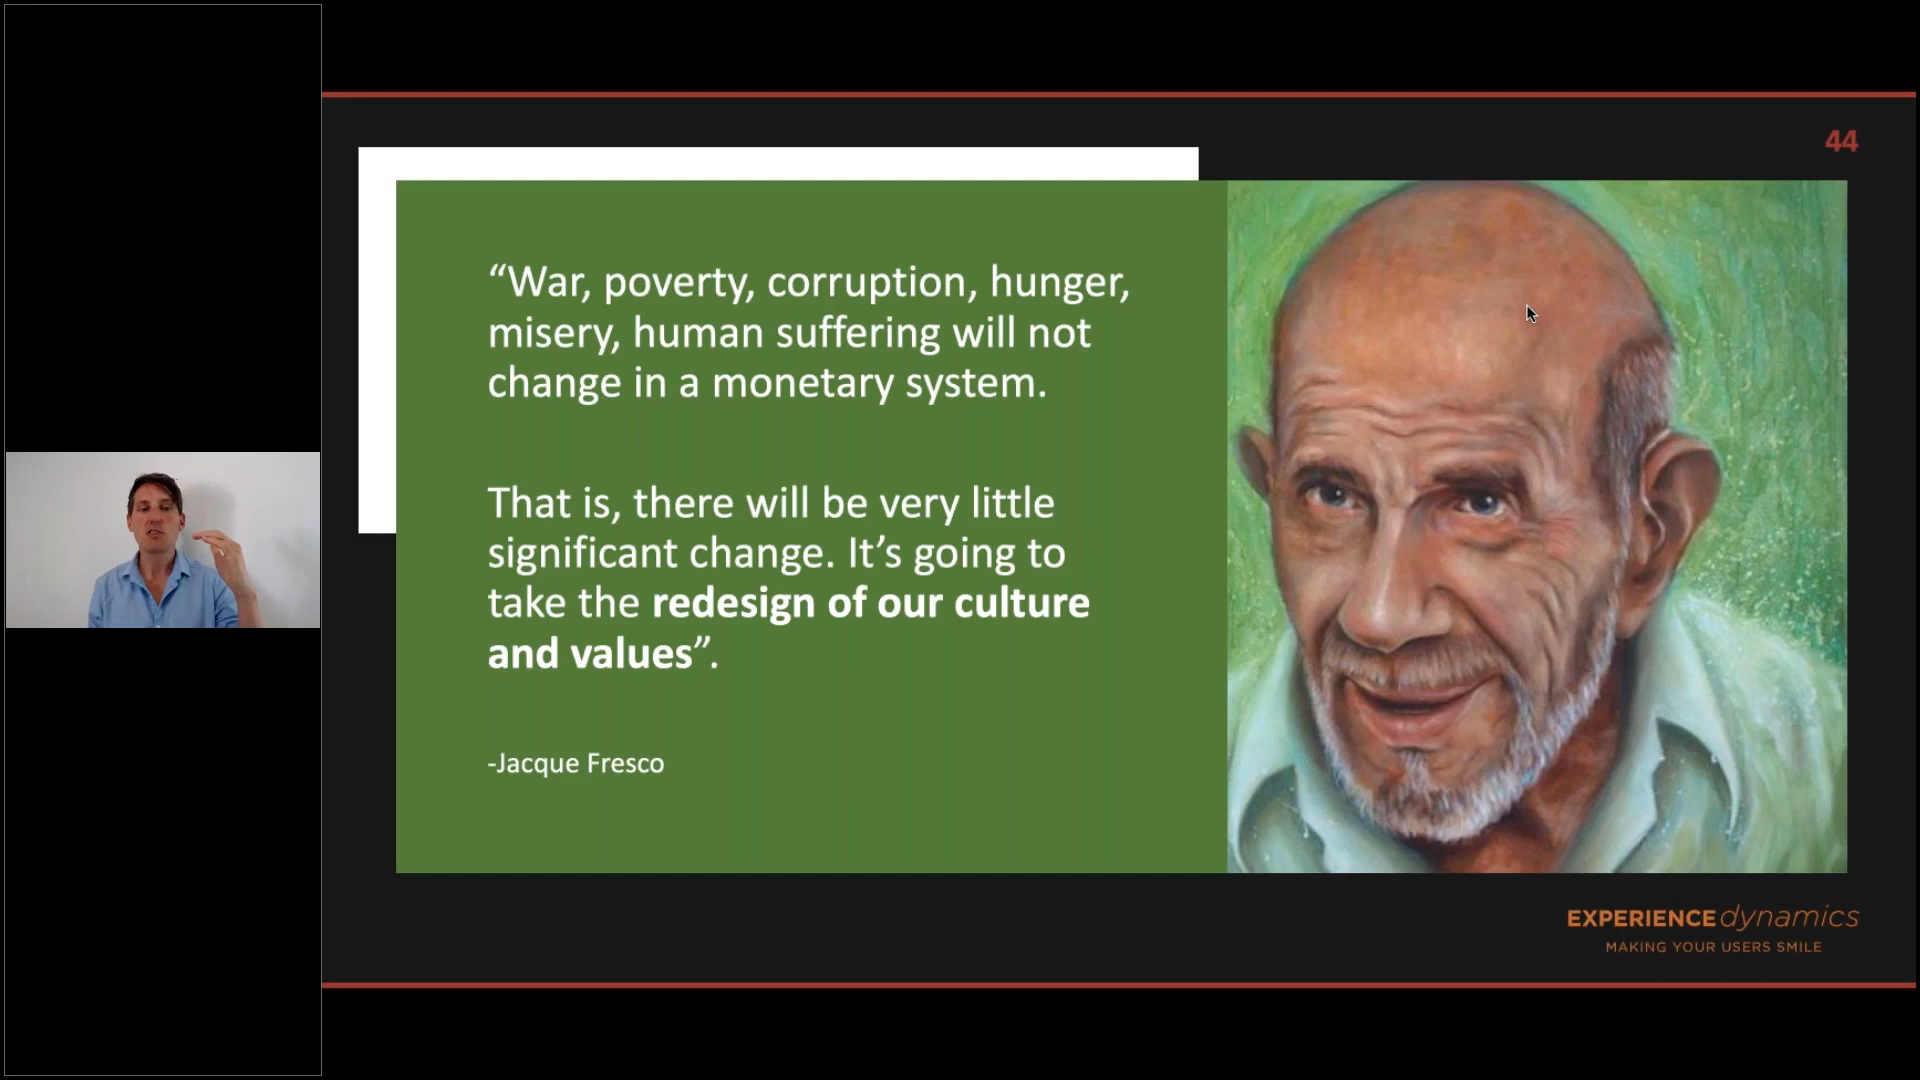 44
“War, poverty, corruption, hunger,
misery, human suffering will not
change in a monetary system.
That is, there will be very little
significant change. It’s going to
take the redesign of our culture
and values”.
-Jacque Fresco
EXPERIENCE dynamics
MAKING YOUR USERS SMILE